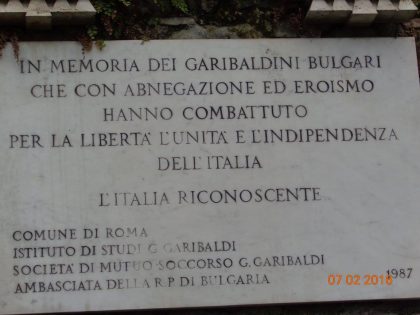 IN MEMORIA DEI GARIBALDINI BULGARI
CHE CON ABNEGAZIONE ED EROISMO
HANNO COMBATTUTO
PER LA LIBERTA' L'UNITA' E L'INDIPENDENZA
DELL'ITALIA
L'ITALIA RICONOSCENTE
COMUNE DI ROMA
ISTITUTO DI STUDI G. GARIBALDI
SOCIETA' DI MUTUO SOCCORSO G. GARIBALDI
AMBASCIATA DELLA R.P. DI BULGARIA
1987
07 02 2016